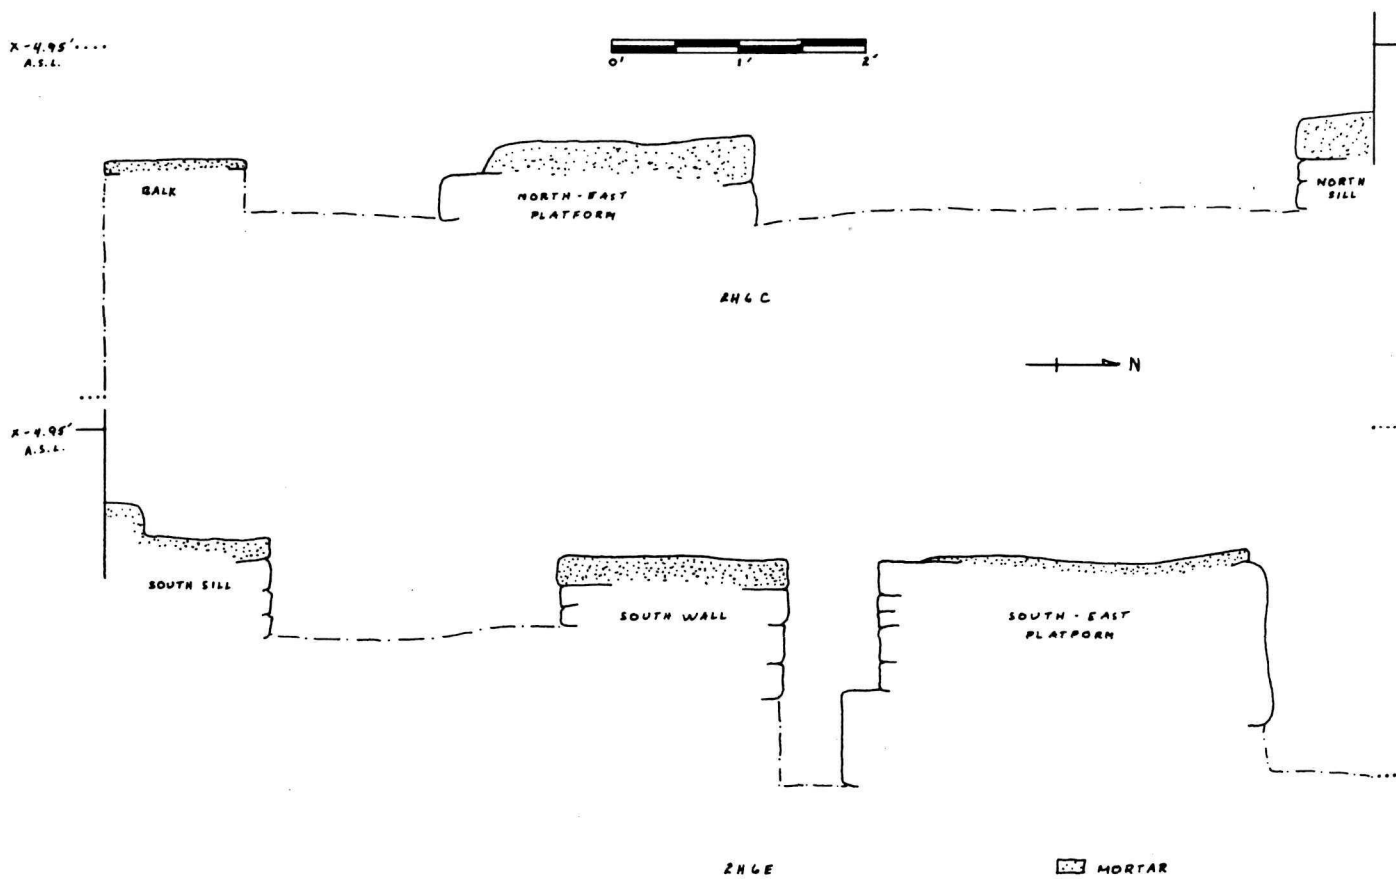 X-4.95'
A.S.L.
0' 1' 2'
BALK
NORTH-EAST
PLATFORM
NORTH
SILL
2H6C
N
X-4.95'
A.S.L.
SOUTH SILL
SOUTH WALL
SOUTH-EAST
PLATFORM
2H6E
MORTAR